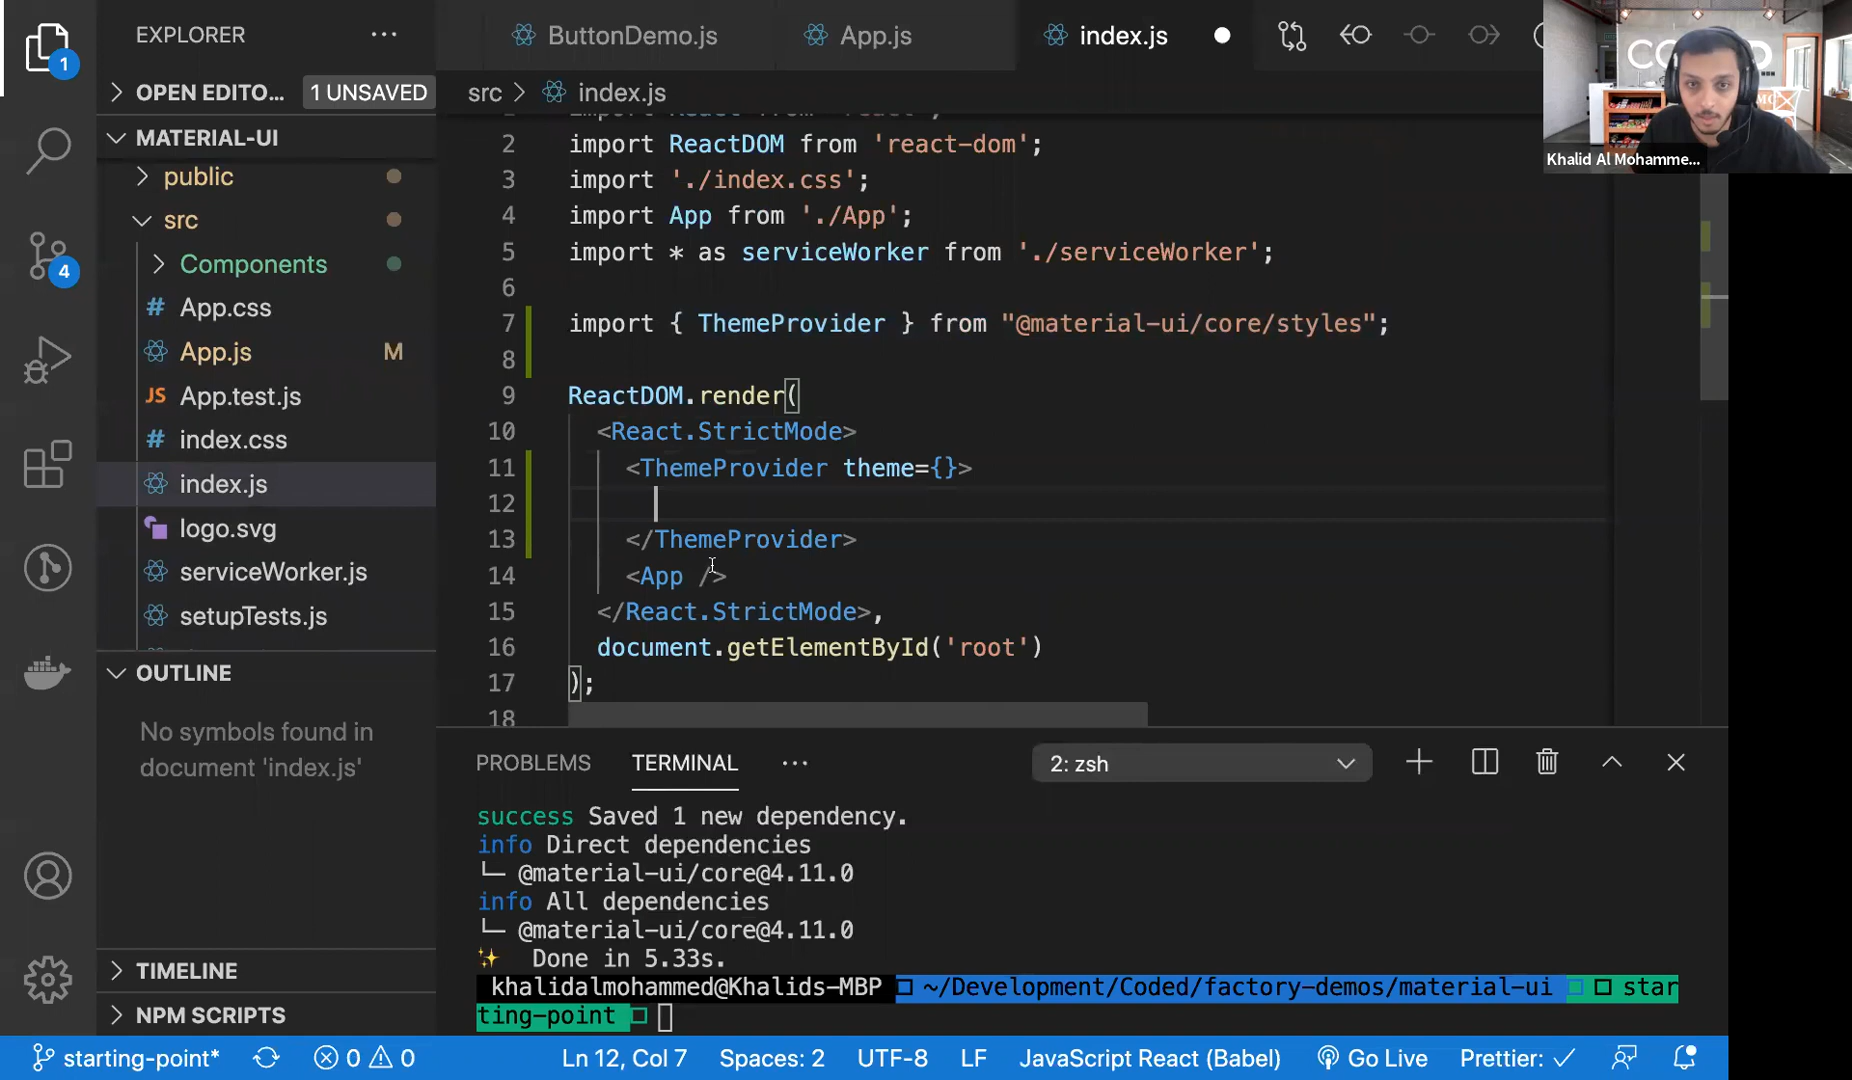 EXPLORER
ButtonDemo.js
App.js
index.js
1
OPEN EDITO...
1 UNSAVED
src > index.js
Khalid Al Mohamme...
MATERIAL-UI
public
src
Components
App.css
App.js M
App.test.js
index.css
index.js
logo.svg
serviceWorker.js
setupTests.js
4
2 import ReactDOM from 'react-dom';
3 import './index.css';
4 import App from './App';
5 import * as serviceWorker from './serviceWorker';
6
7 import { ThemeProvider } from "@material-ui/core/styles";
8
9 ReactDOM.render(
10 <React.StrictMode>
11 <ThemeProvider theme={}>
12
13 </ThemeProvider>
14 <App />
15 </React.StrictMode>,
16 document.getElementById('root')
17 );
18
OUTLINE
No symbols found in
document 'index.js'
TIMELINE
NPM SCRIPTS
PROBLEMS TERMINAL ... 2: zsh
success Saved 1 new dependency.
info Direct dependencies
└─ @material-ui/core@4.11.0
info All dependencies
└─ @material-ui/core@4.11.0
✨ Done in 5.33s.
khalidalmohammed@Khalids-MBP ~/Development/Coded/factory-demos/material-ui star
ting-point
starting-point* 0 0 Ln 12, Col 7 Spaces: 2 UTF-8 LF JavaScript React (Babel) Go Live Prettier: ✓